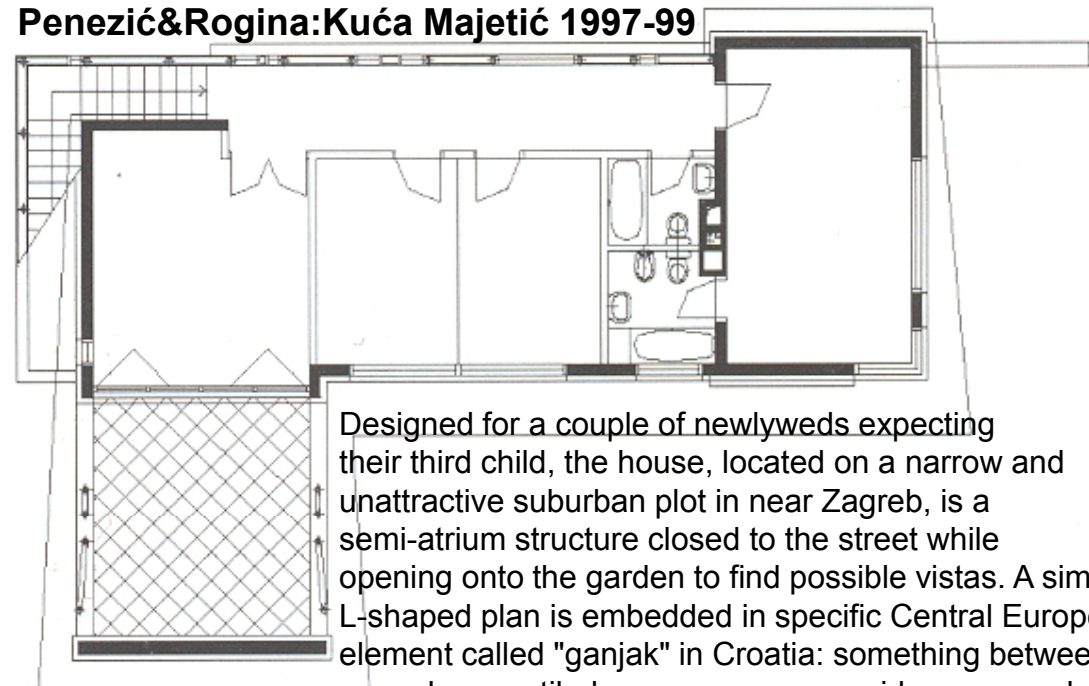 Penezić&Rogina:Kuća Majetić 1997-99
Designed for a couple of newlyweds expecting
their third child, the house, located on a narrow and
unattractive suburban plot in near Zagreb, is a
semi-atrium structure closed to the street while
opening onto the garden to find possible vistas. A sim
L-shaped plan is embedded in specific Central Europe
element called "ganjak" in Croatia: something betwee